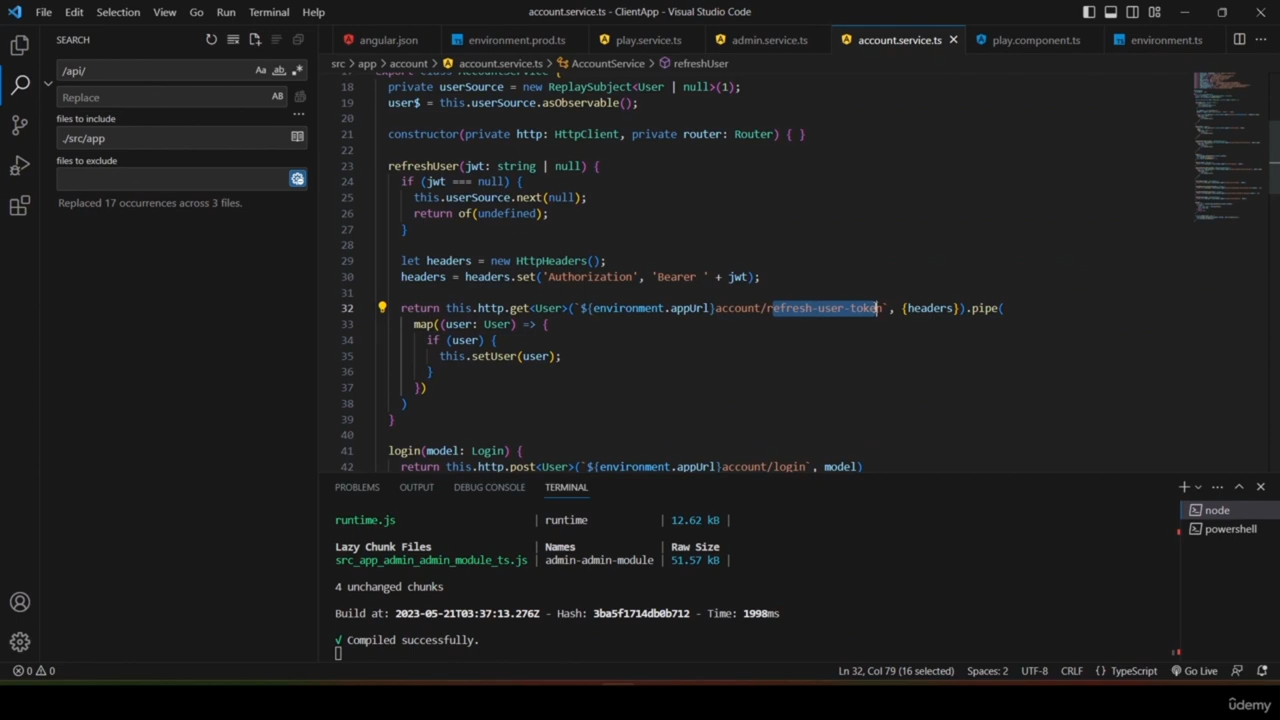 File Edit Selection View Go Run Terminal Help
account.service.ts - ClientApp - Visual Studio Code
SEARCH
/api/
Aa ab .*
Replace
AB
files to include
./src/app
files to exclude
Replaced 17 occurrences across 3 files.
angular.json
environment.prod.ts
play.service.ts
admin.service.ts
account.service.ts
play.component.ts
environment.ts
src > app > account > account.service.ts > AccountService > refreshUser
17 export class AccountService {
18 private userSource = new ReplaySubject<User | null>(1);
19 user$ = this.userSource.asObservable();
20
21 constructor(private http: HttpClient, private router: Router) { }
22
23 refreshUser(jwt: string | null) {
24 if (jwt === null) {
25 this.userSource.next(null);
26 return of(undefined);
27 }
28
29 let headers = new HttpHeaders();
30 headers = headers.set('Authorization', 'Bearer ' + jwt);
31
32 return this.http.get<User>(`${environment.appUrl}account/refresh-user-token`, {headers}).pipe(
33 map((user: User) => {
34 if (user) {
35 this.setUser(user);
36 }
37 })
38 )
39 }
40
41 login(model: Login) {
42 return this.http.post<User>(`${environment.appUrl}account/login`, model)
PROBLEMS OUTPUT DEBUG CONSOLE TERMINAL
runtime.js | runtime | 12.62 kB |
Lazy Chunk Files | Names | Raw Size
src_app_admin_admin_module_ts.js | admin-admin-module | 51.57 kB |
4 unchanged chunks
Build at: 2023-05-21T03:37:13.276Z - Hash: 3ba5f1714db0b712 - Time: 1998ms
√ Compiled successfully.
node
powershell
0 0
Ln 32, Col 79 (16 selected) Spaces: 2 UTF-8 CRLF {} TypeScript Go Live
udemy